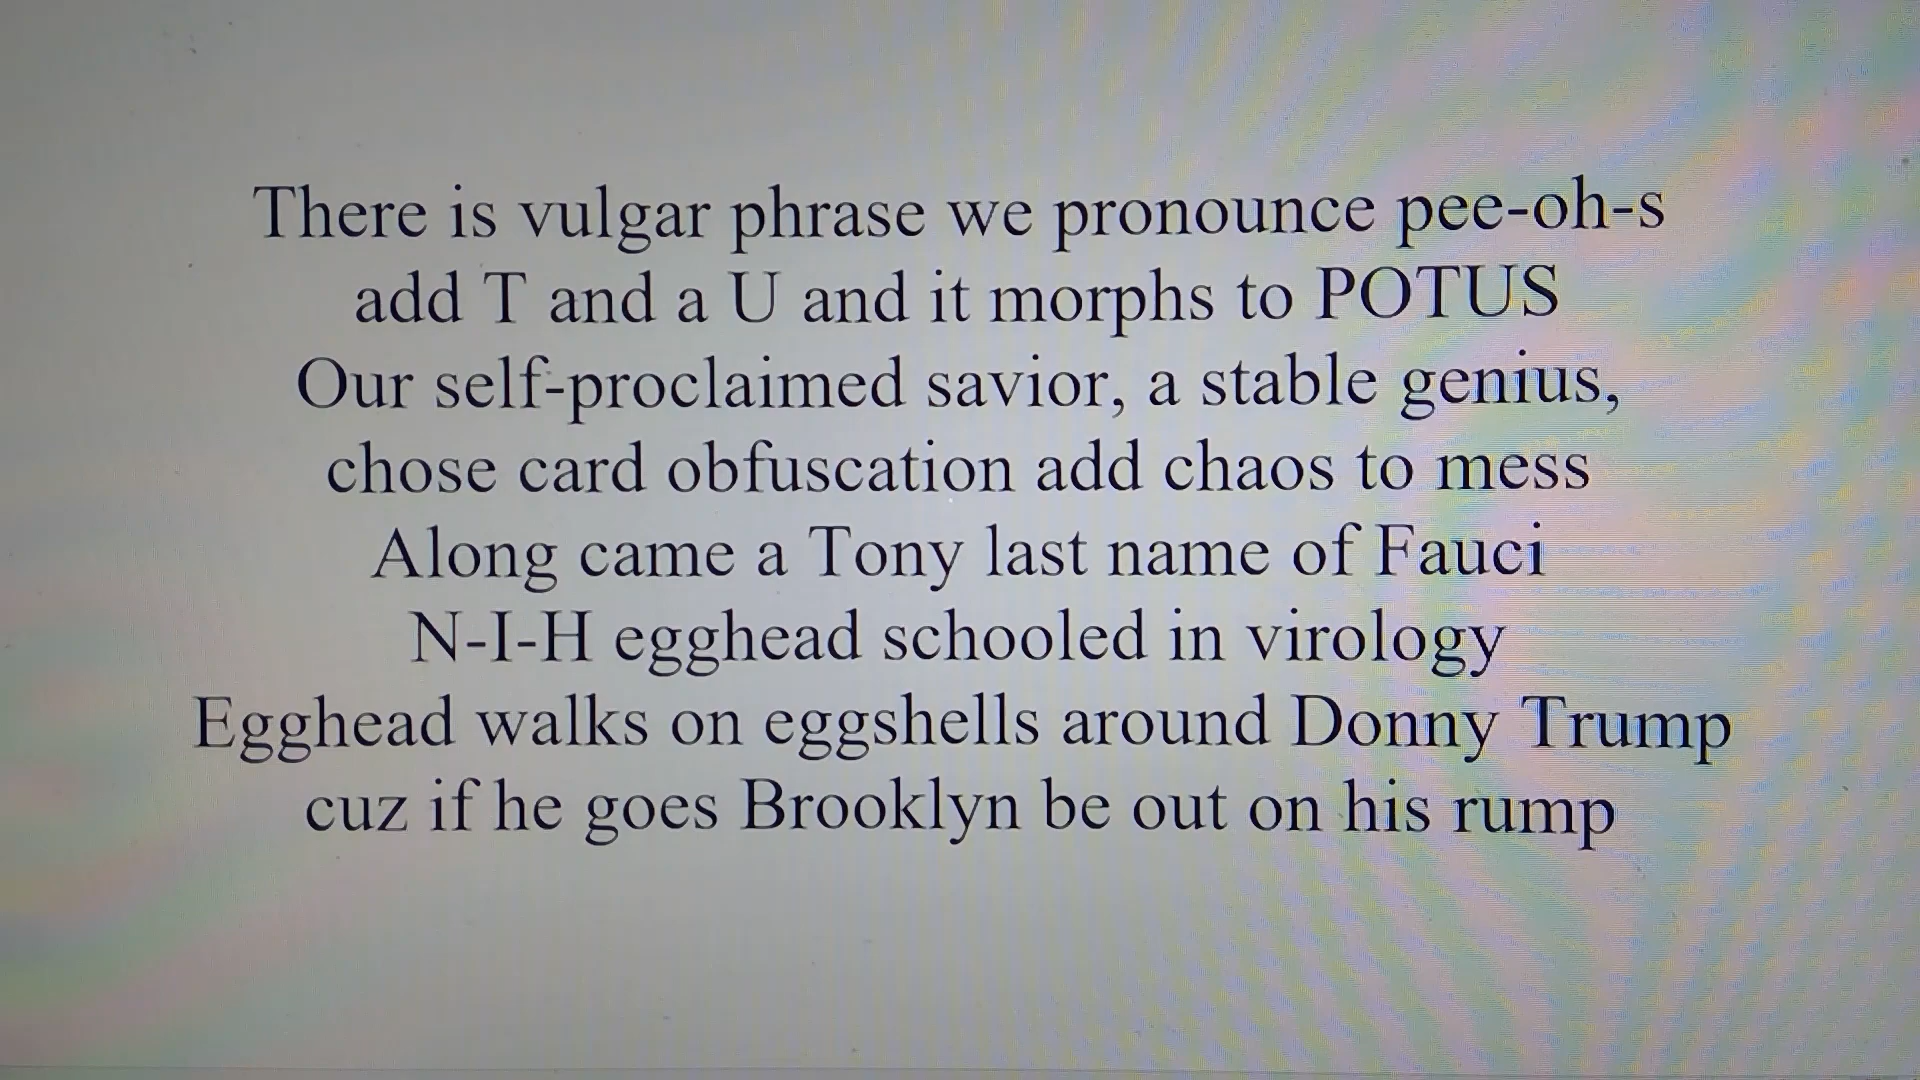 There is vulgar phrase we pronounce pee-oh-s
add T and a U and it morphs to POTUS
Our self-proclaimed savior, a stable genius,
chose card obfuscation add chaos to mess
Along came a Tony last name of Fauci
N-I-H egghead schooled in virology
Egghead walks on eggshells around Donny Trump
cuz if he goes Brooklyn be out on his rump